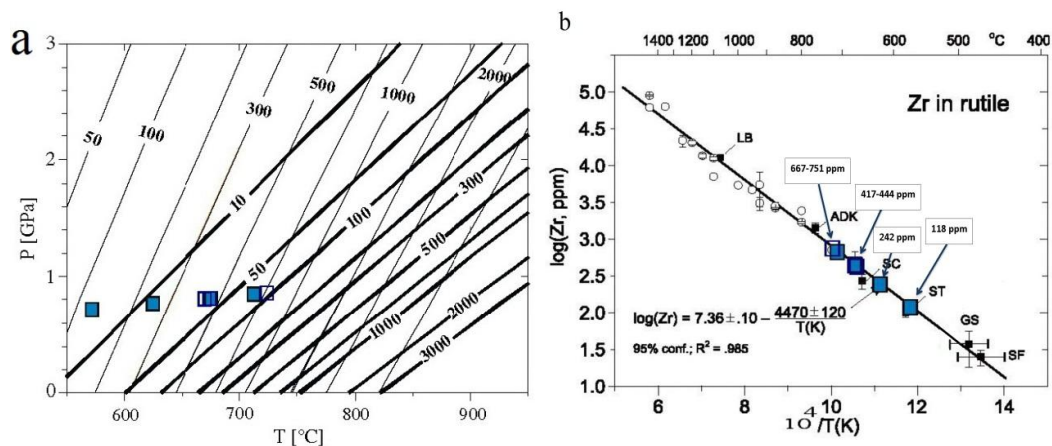 a
3
2
1
0
P [GPa]
600
700
800
900
T [°C]
50
100
300
500
1000
2000
10
50
100
300
500
1000
2000
3000
b
1400
1200
1000
800
600
500
°C
400
5.0
4.5
4.0
3.5
3.0
2.5
2.0
1.5
1.0
log(Zr, ppm)
Zr in rutile
LB
667-751 ppm
417-444 ppm
ADK
242 ppm
118 ppm
SC
ST
GS
SF
log(Zr) = 7.36 ± .10 – 4470 ± 120
T(K)
95% conf.; R² = .985
6
8
10
12
14
10⁴/T(K)